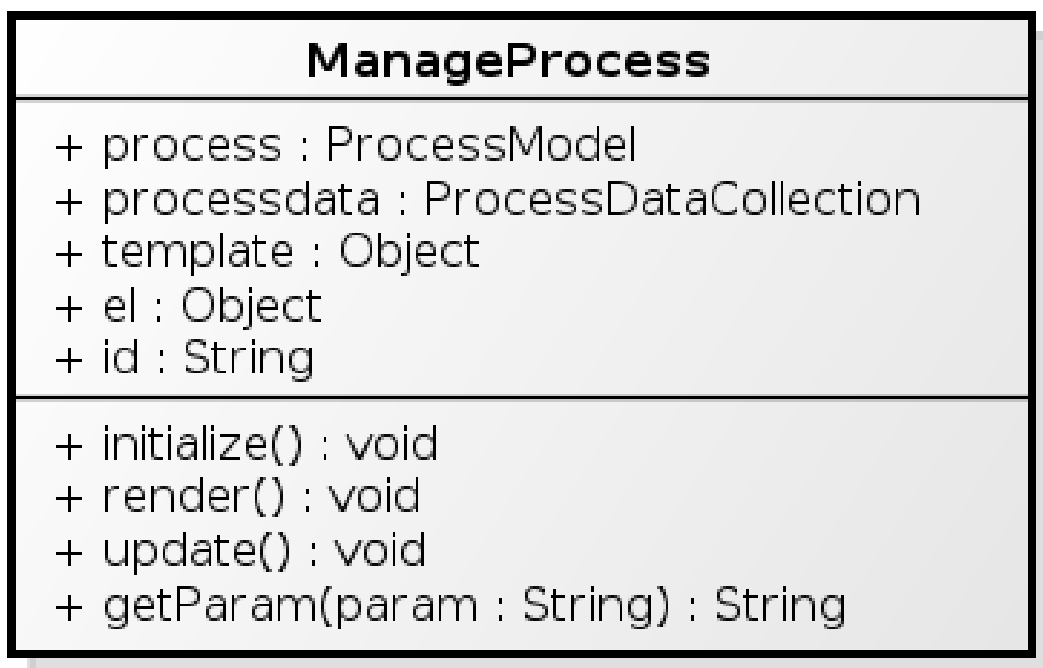 ManageProcess
+ process : ProcessModel
+ processdata : ProcessDataCollection
+ template : Object
+ el : Object
+ id : String
+ initialize() : void
+ render() : void
+ update() : void
+ getParam(param : String) : String